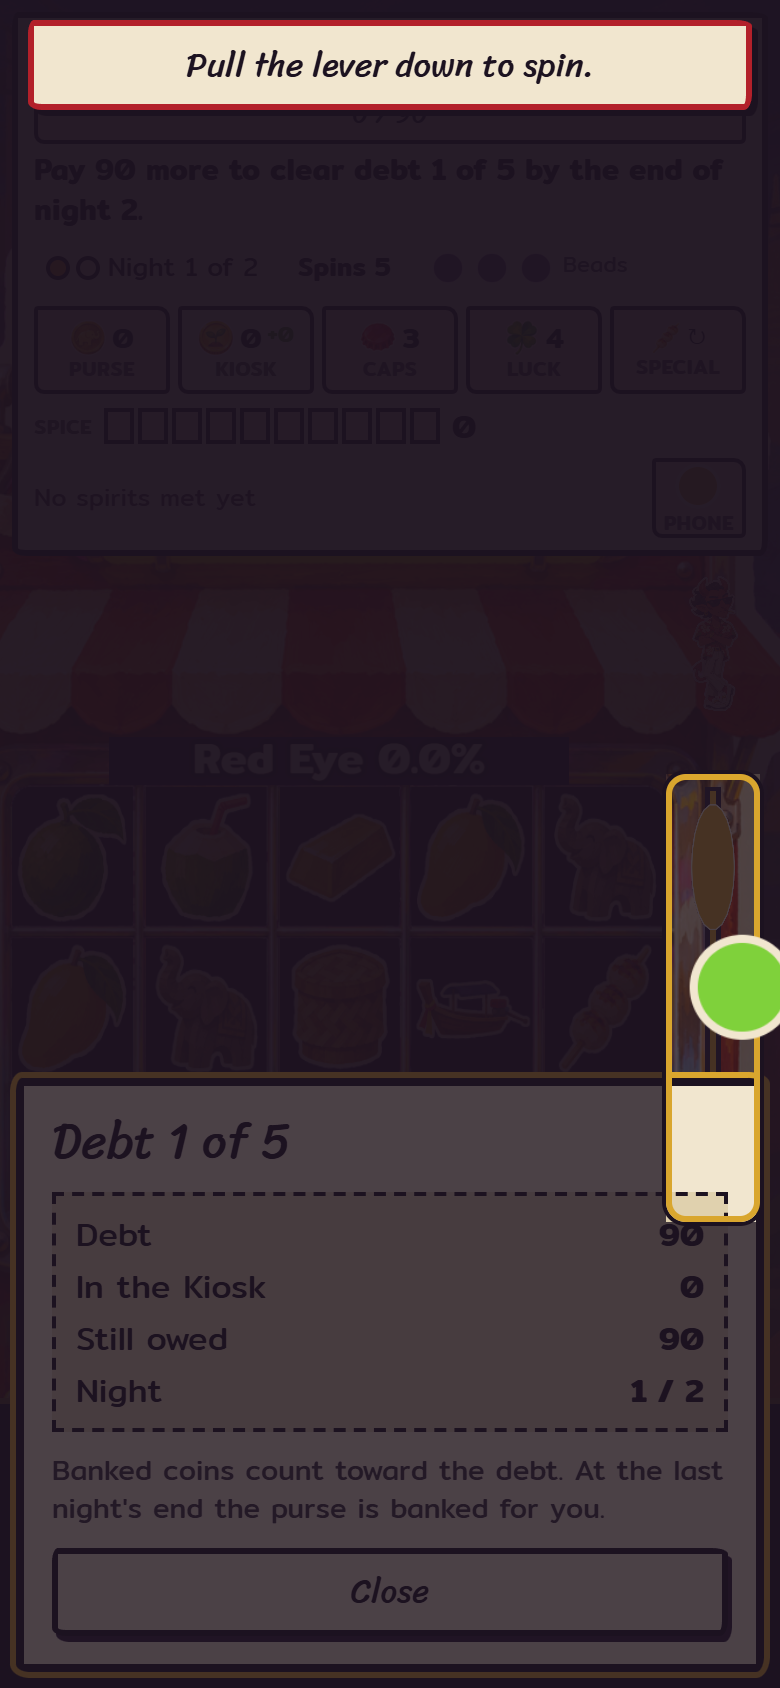 Pull the lever down to spin.
0 / 90
Pay 90 more to clear debt 1 of 5 by the end of
night 2.
Night 1 of 2 Spins 5 Beads
0 0 +0 3 4 ↻
PURSE KIOSK CAPS LUCK SPECIAL
SPICE 0
No spirits met yet
PHONE
Red Eye 0.0%
Debt 1 of 5
Debt 90
In the Kiosk 0
Still owed 90
Night 1 / 2
Banked coins count toward the debt. At the last
night's end the purse is banked for you.
Close